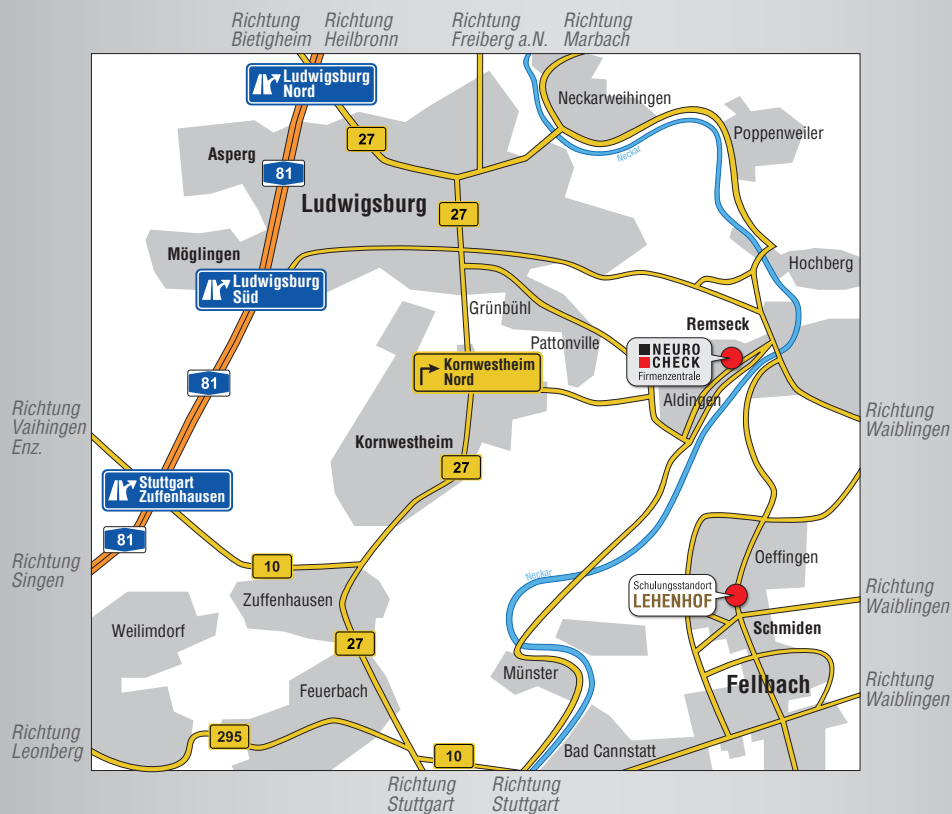 Richtung
Bietigheim
Richtung
Heilbronn
Richtung
Freiberg a.N.
Richtung
Marbach
Ludwigsburg
Nord
Neckarweihingen
27
Poppenweiler
Asperg
Neckar
81
Ludwigsburg
27
Möglingen
Hochberg
Ludwigsburg
Süd
Grünbühl
Remseck
Pattonville
NEURO
CHECK
Firmenzentrale
Kornwestheim
Nord
81
Aldingen
Richtung
Vaihingen
Enz.
Richtung
Waiblingen
Kornwestheim
27
Stuttgart
Zuffenhausen
81
Oeffingen
Richtung
Singen
10
Neckar
Schulungsstandort
LEHENHOF
Richtung
Waiblingen
Zuffenhausen
Weilimdorf
Schmiden
27
Münster
Feuerbach
Fellbach
Richtung
Waiblingen
Richtung
Leonberg
295
10
Bad Cannstatt
Richtung
Stuttgart
Richtung
Stuttgart